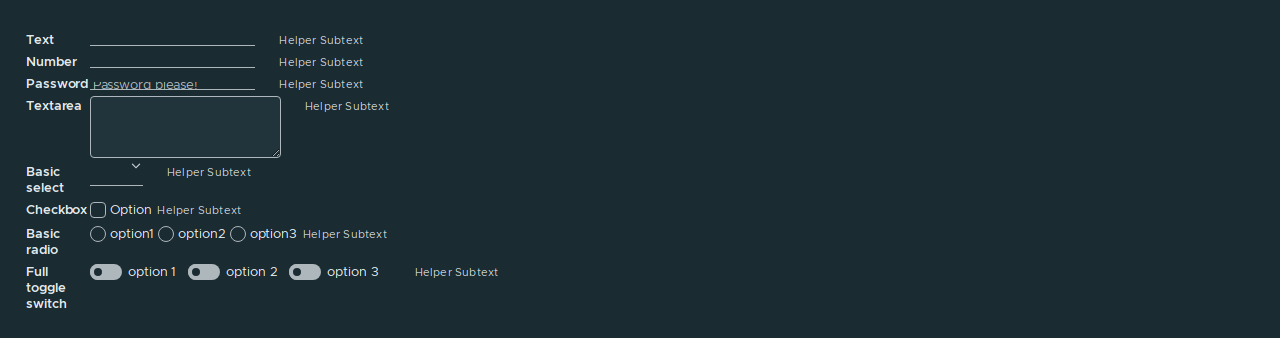 Text Helper Subtext
Number Helper Subtext
Password Password please! Helper Subtext
Textarea Helper Subtext
Basic select Helper Subtext
Checkbox Option Helper Subtext
Basic radio option1 option2 option3 Helper Subtext
Full toggle switch option 1 option 2 option 3 Helper Subtext